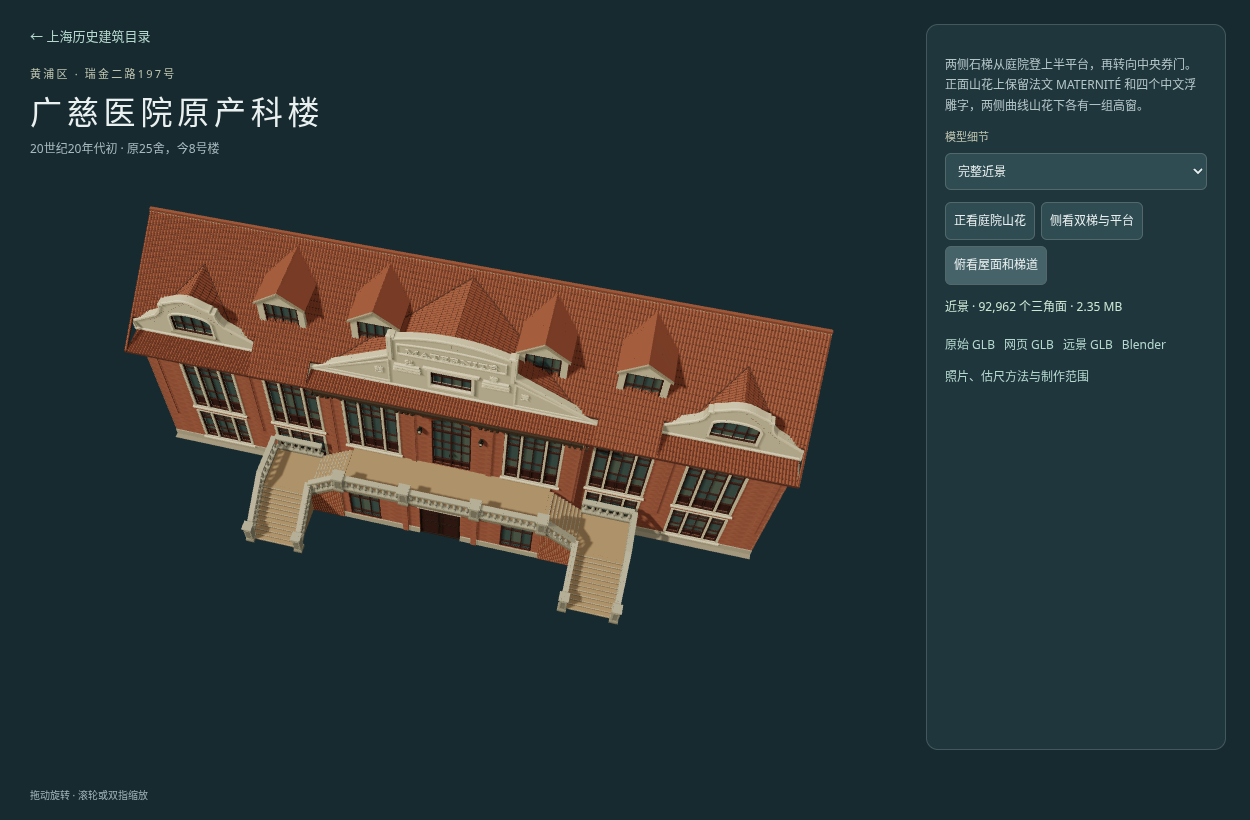 ← 上海历史建筑目录
黄浦区 · 瑞金二路197号
广慈医院原产科楼
20世纪20年代初 · 原25舍，今8号楼
两侧石梯从庭院登上半平台，再转向中央券门。
正面山花上保留法文 MATERNITÉ 和四个中文浮
雕字，两侧曲线山花下各有一组高窗。
模型细节
完整近景
正看庭院山花
侧看双梯与平台
俯看屋面和梯道
近景 · 92,962 个三角面 · 2.35 MB
原始 GLB 网页 GLB 远景 GLB Blender
照片、估尺方法与制作范围
拖动旋转 · 滚轮或双指缩放